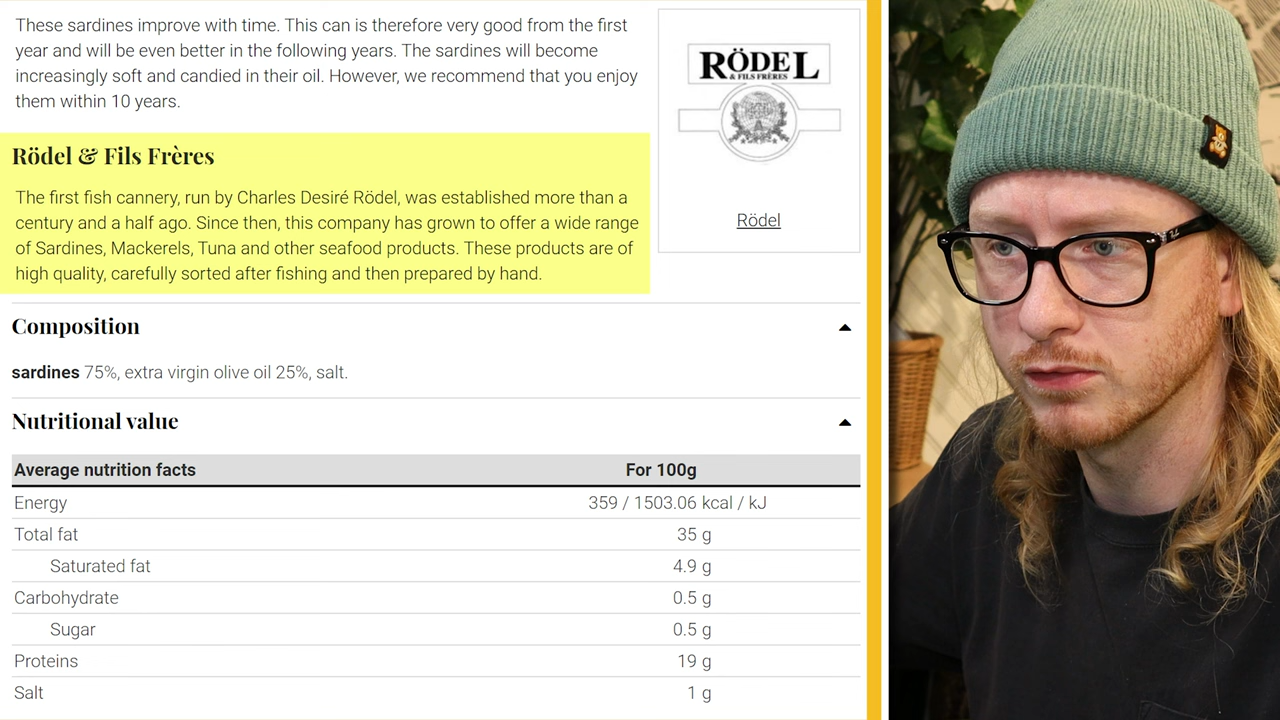 These sardines improve with time. This can is therefore very good from the first
year and will be even better in the following years. The sardines will become
increasingly soft and candied in their oil. However, we recommend that you enjoy
them within 10 years.
RÖDEL
& FILS FRÈRES
Rödel
Rödel & Fils Frères
The first fish cannery, run by Charles Desiré Rödel, was established more than a
century and a half ago. Since then, this company has grown to offer a wide range
of Sardines, Mackerels, Tuna and other seafood products. These products are of
high quality, carefully sorted after fishing and then prepared by hand.
Composition
sardines 75%, extra virgin olive oil 25%, salt.
Nutritional value
Average nutrition facts For 100g
Energy 359 / 1503.06 kcal / kJ
Total fat 35 g
Saturated fat 4.9 g
Carbohydrate 0.5 g
Sugar 0.5 g
Proteins 19 g
Salt 1 g